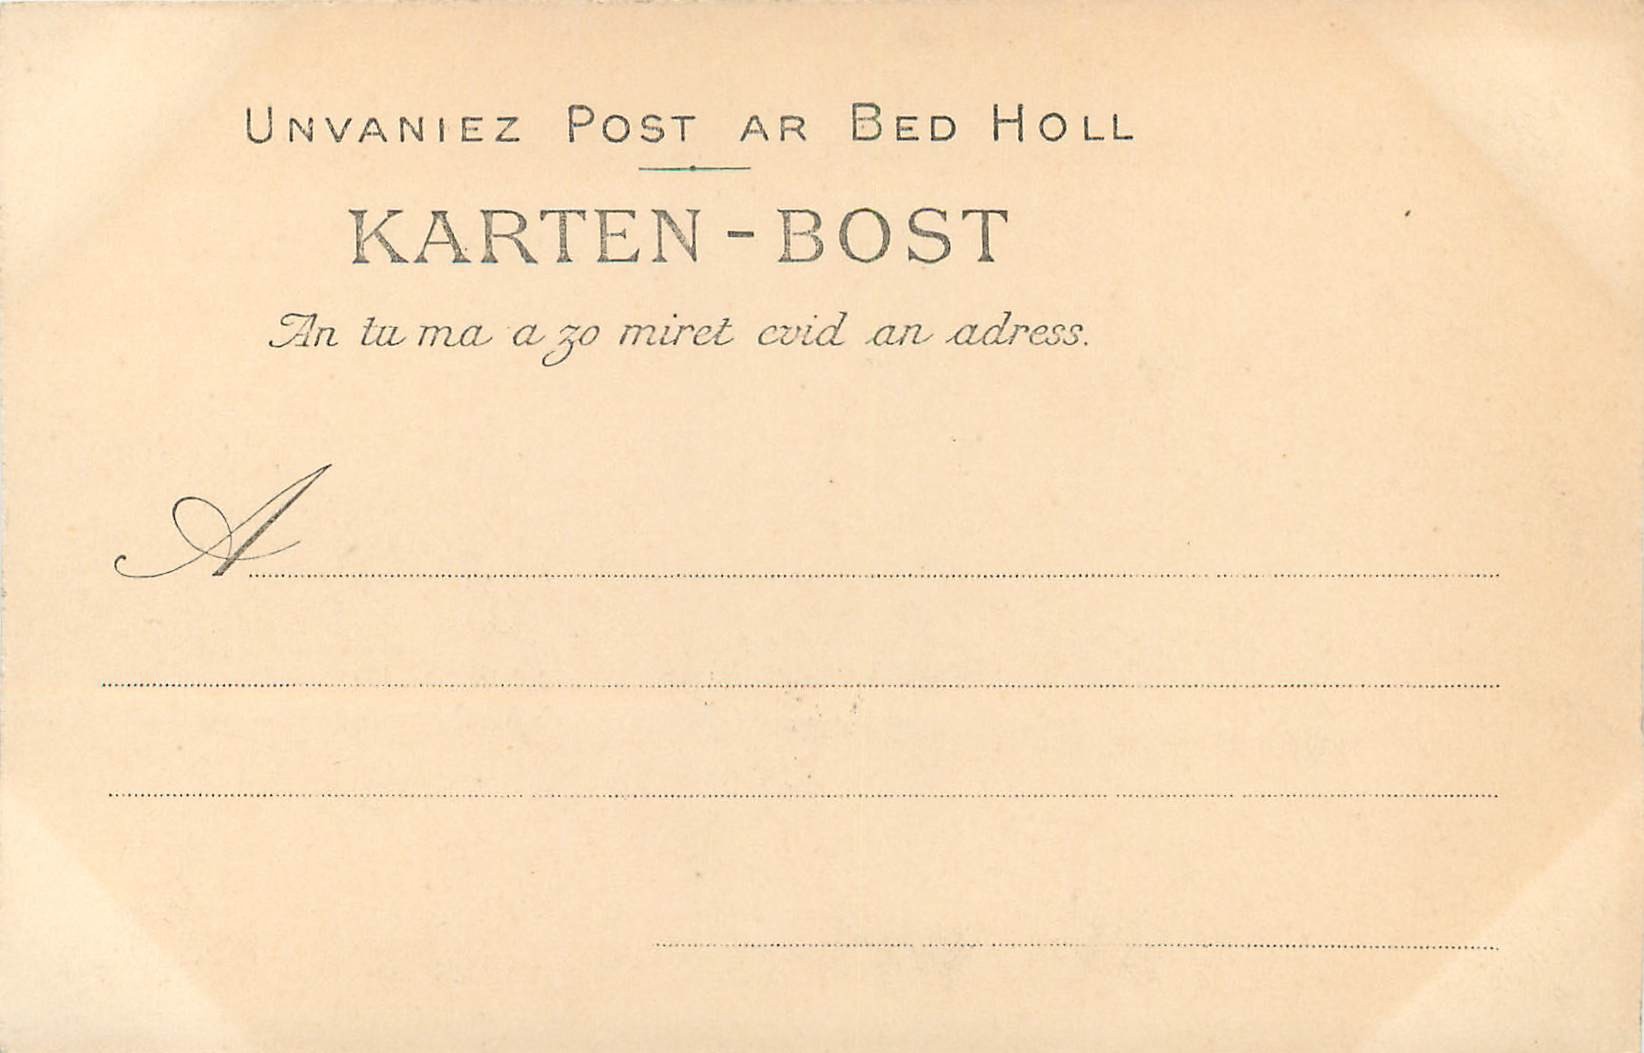 UNVANIEZ POST AR BED HOLL
KARTEN-BOST
An tu ma a zo miret evid an adress.
A